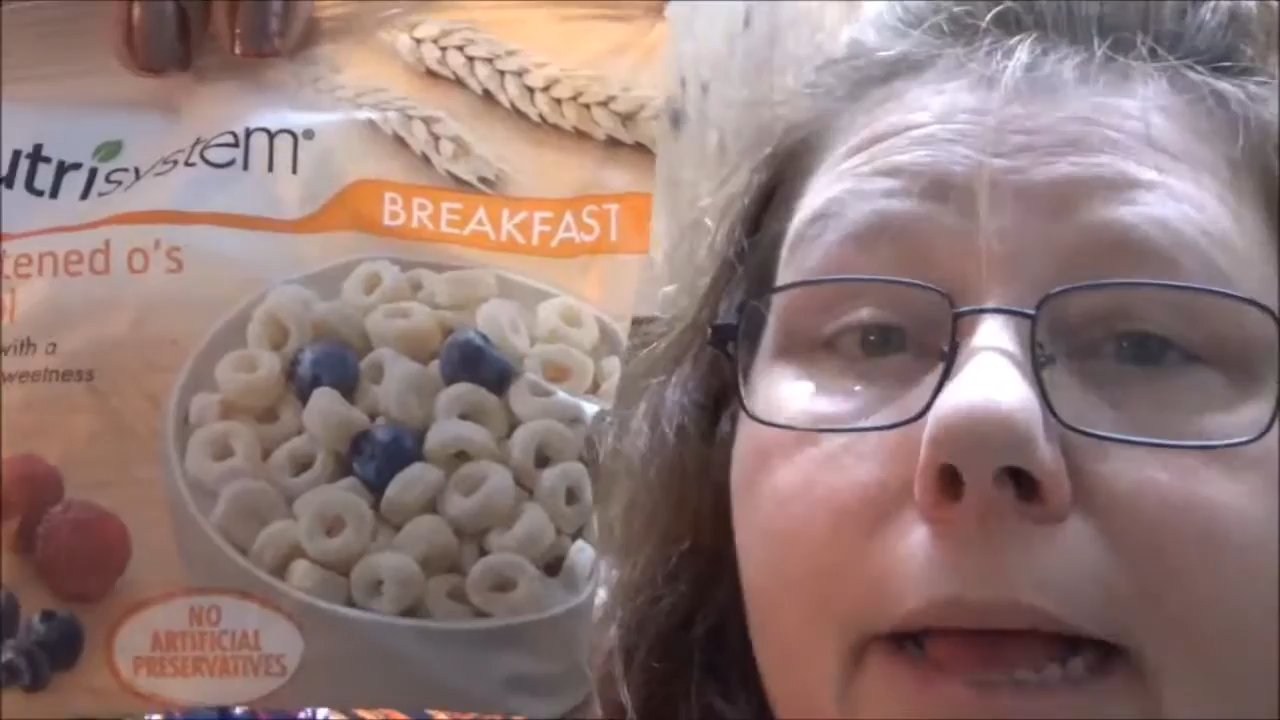 utrisystem
BREAKFAST
tened o's
with a
weetness
NO
ARTIFICIAL
PRESERVATIVES